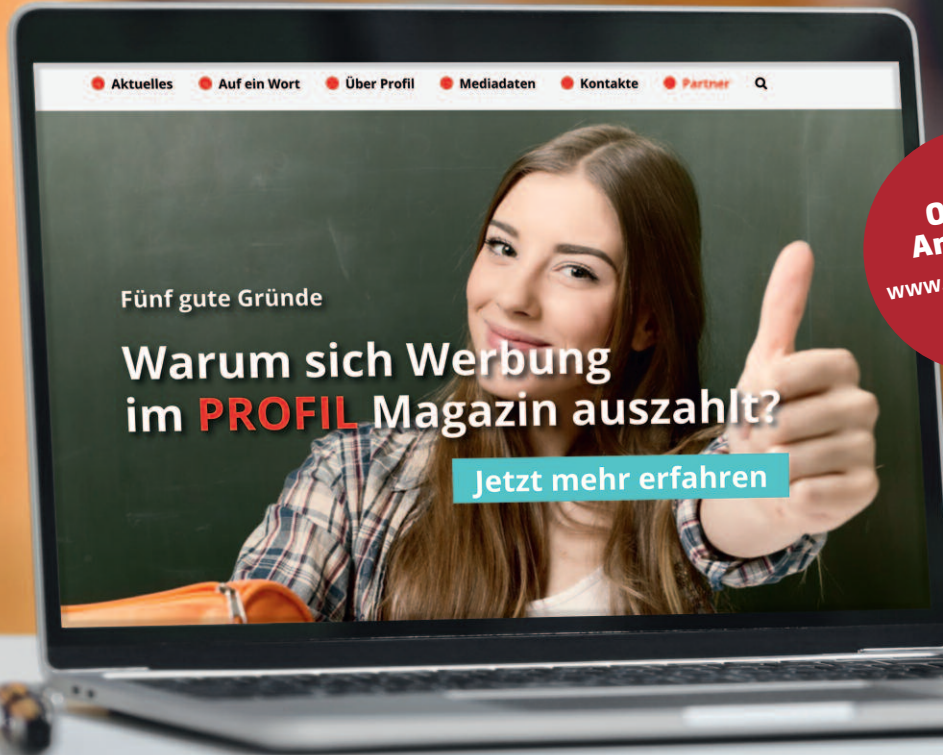 Aktuelles Auf ein Wort Über Profil Mediadaten Kontakte Partner
Fünf gute Gründe
Warum sich Werbung
im PROFIL Magazin auszahlt?
Jetzt mehr erfahren
www.